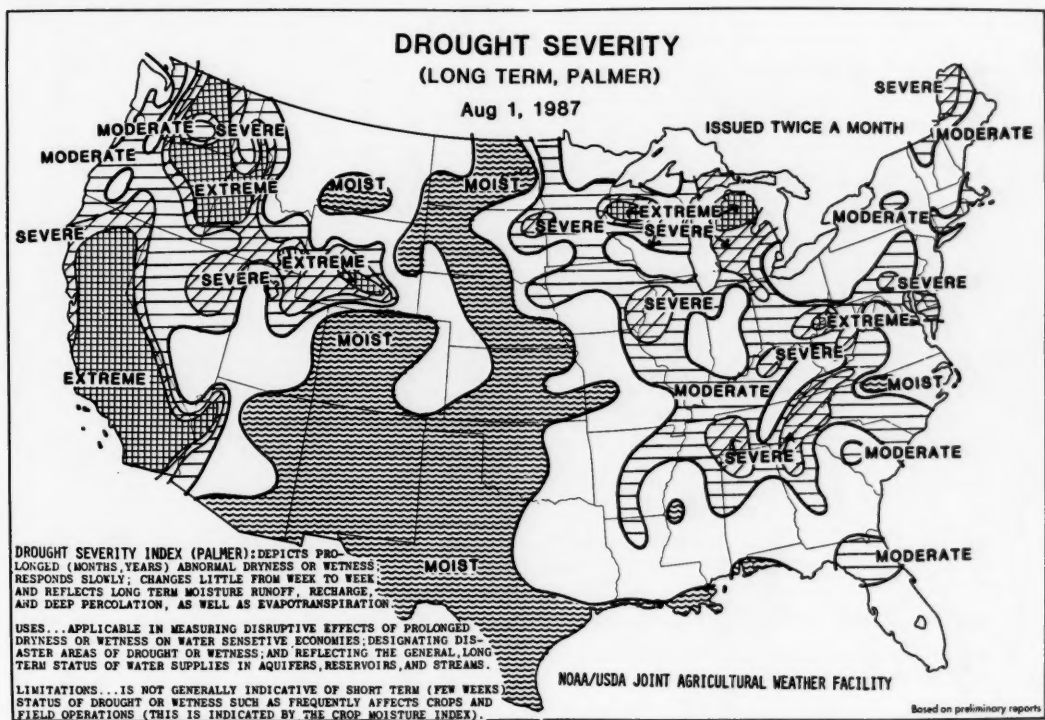 DROUGHT SEVERITY
(LONG TERM, PALMER)
Aug 1, 1987
ISSUED TWICE A MONTH
SEVERE
MODERATE
MODERATE
SEVERE
MODERATE
EXTREME
MOIST
MOIST
SEVERE
EXTREME
SEVERE
MODERATE
SEVERE
EXTREME
SEVERE
SEVERE
SEVERE
EXTREME
MOIST
SEVERE
EXTREME
MODERATE
MOIST
SEVERE
MODERATE
MOIST
MODERATE
DROUGHT SEVERITY INDEX (PALMER): DEPICTS PRO-
LONGED (MONTHS, YEARS) ABNORMAL DRYNESS OR WETNESS
RESPONDS SLOWLY; CHANGES LITTLE FROM WEEK TO WEEK
AND REFLECTS LONG TERM MOISTURE RUNOFF, RECHARGE,
AND DEEP PERCOLATION, AS WELL AS EVAPOTRANSPIRATION.
USES...APPLICABLE IN MEASURING DISRUPTIVE EFFECTS OF PROLONGED
DRYNESS OR WETNESS ON WATER SENSETIVE ECONOMIES; DESIGNATING DIS-
ASTER AREAS OF DROUGHT OR WETNESS; AND REFLECTING THE GENERAL, LONG
TERM STATUS OF WATER SUPPLIES IN AQUIFERS, RESERVOIRS, AND STREAMS.
LIMITATIONS...IS NOT GENERALLY INDICATIVE OF SHORT TERM (FEW WEEKS)
STATUS OF DROUGHT OR WETNESS SUCH AS FREQUENTLY AFFECTS CROPS AND
FIELD OPERATIONS (THIS IS INDICATED BY THE CROP MOISTURE INDEX).
NOAA/USDA JOINT AGRICULTURAL WEATHER FACILITY
Based on preliminary reports